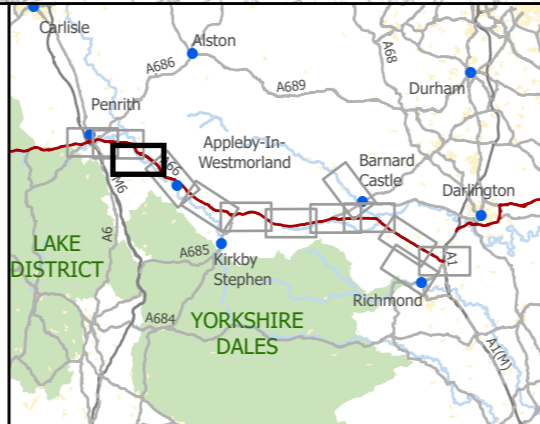 Carlisle
Alston
A68
A686
A689
Durham
Penrith
Appleby-In-
Westmorland
Barnard
Castle
A66
Darlington
M6
LAKE
DISTRICT
A6
A685
Kirkby
Stephen
A1
Richmond
A684
YORKSHIRE
DALES
A1(M)